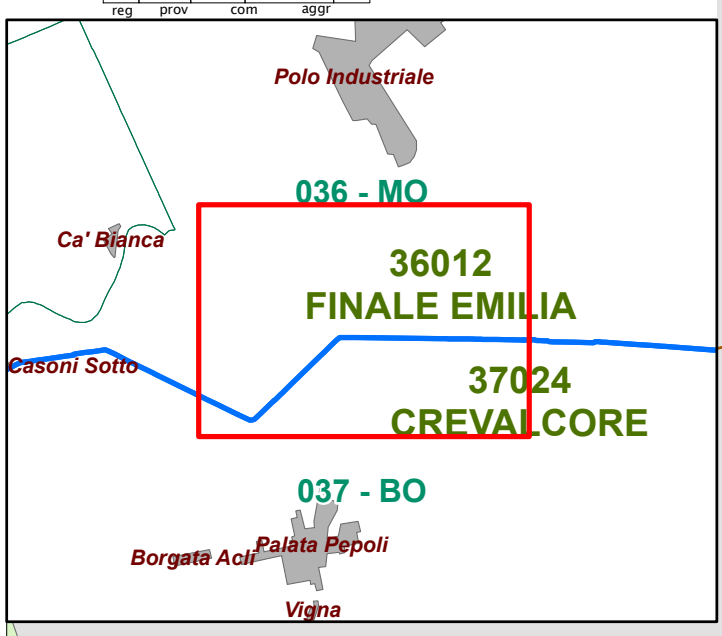 reg prov com aggr
Polo Industriale
036 - MO
Ca' Bianca
36012
FINALE EMILIA
Casoni Sotto
37024
CREVALCORE
037 - BO
Palata Pepoli
Borgata Acli
Vigna